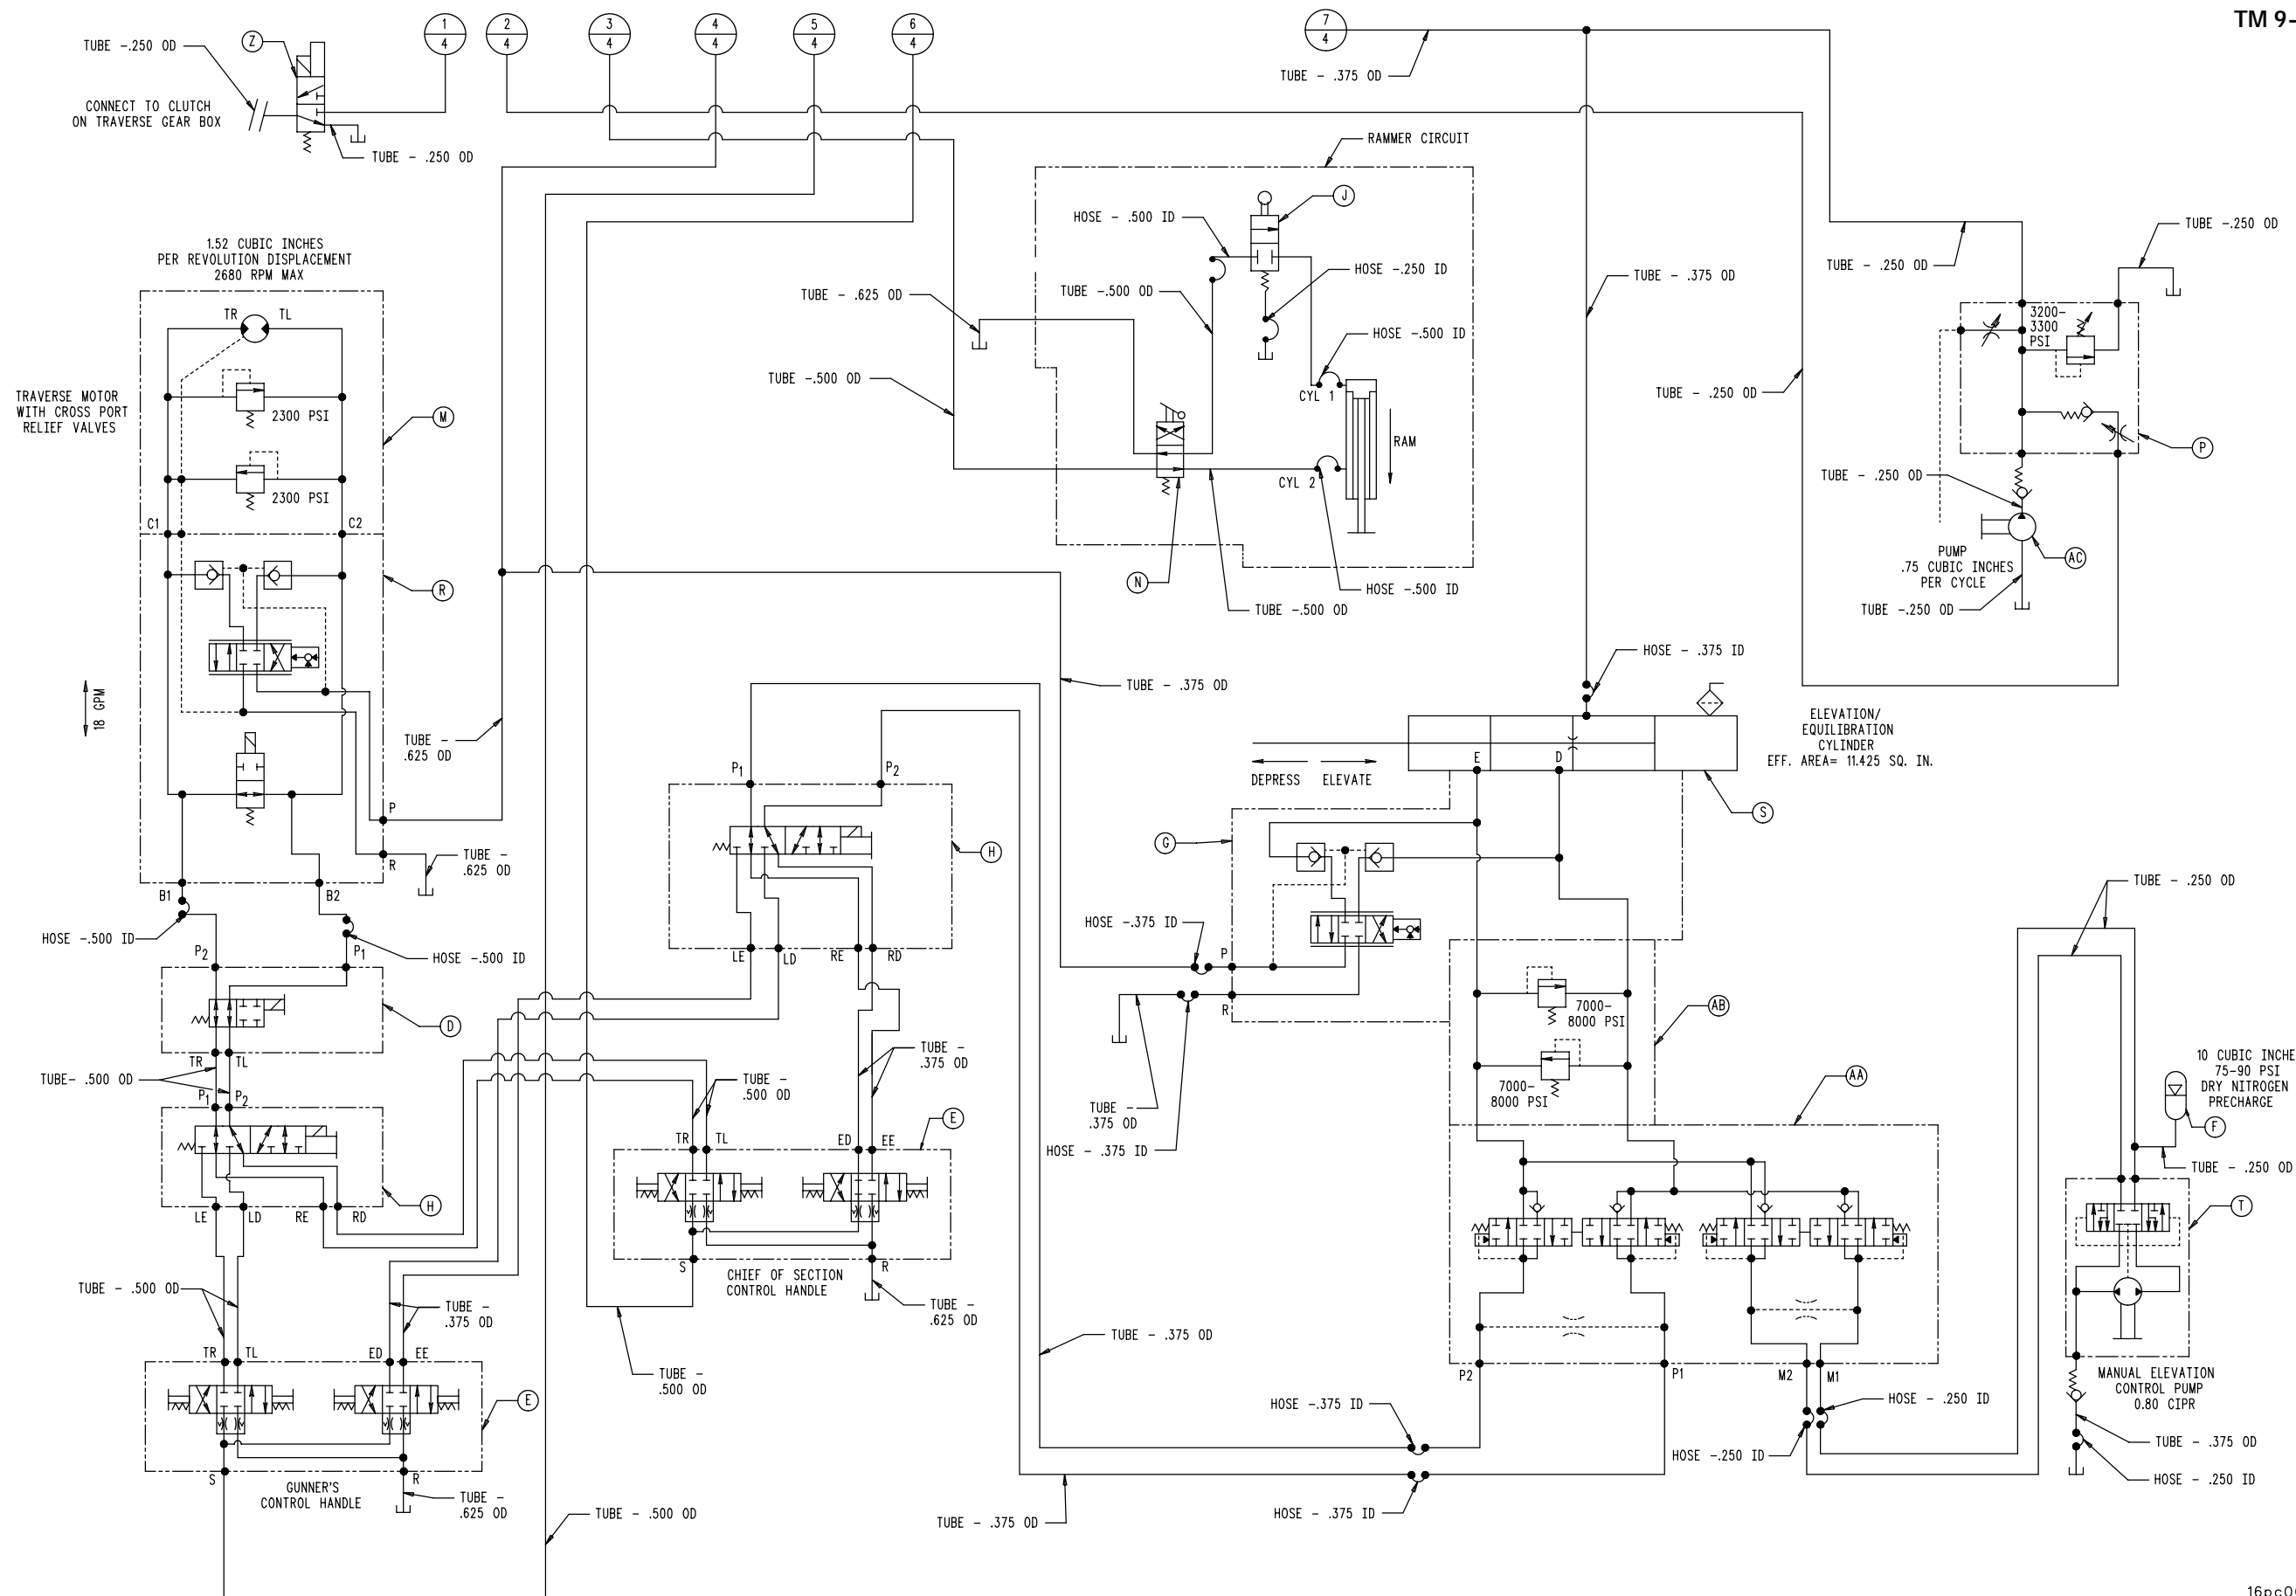 TM 9-
1
4
2
4
3
4
4
4
5
4
6
4
7
4
TUBE -.250 OD
Z
CONNECT TO CLUTCH
ON TRAVERSE GEAR BOX
TUBE - .250 OD
TUBE - .375 OD
RAMMER CIRCUIT
J
HOSE - .500 ID
HOSE -.250 ID
TUBE -.500 OD
TUBE - .625 OD
HOSE -.500 ID
TUBE -.500 OD
CYL 1
RAM
CYL 2
N
HOSE -.500 ID
TUBE -.500 OD
TUBE - .375 OD
TUBE - .250 OD
TUBE - .250 OD
TUBE -.250 OD
3200-
3300
PSI
P
TUBE - .250 OD
PUMP
.75 CUBIC INCHES
PER CYCLE
AC
TUBE -.250 OD
1.52 CUBIC INCHES
PER REVOLUTION DISPLACEMENT
2680 RPM MAX
TR
TL
TRAVERSE MOTOR
WITH CROSS PORT
RELIEF VALVES
2300 PSI
M
2300 PSI
C1
C2
R
18 GPM
TUBE -
.625 OD
P
R
TUBE -
.625 OD
B1
B2
HOSE -.500 ID
HOSE -.500 ID
P2
P1
D
TR
TL
TUBE- .500 OD
P1
P2
H
LE
LD
RE
RD
TUBE - .500 OD
TUBE -
.375 OD
TR
TL
ED
EE
E
S
R
GUNNER'S
CONTROL HANDLE
TUBE -
.625 OD
TUBE - .500 OD
P1
P2
H
LE
LD
RE
RD
TUBE -
.375 OD
TUBE -
.500 OD
E
TR
TL
ED
EE
S
R
CHIEF OF SECTION
CONTROL HANDLE
TUBE -
.625 OD
TUBE -
.500 OD
TUBE - .375 OD
HOSE - .375 ID
ELEVATION/
EQUILIBRATION
CYLINDER
EFF. AREA= 11.425 SQ. IN.
E
D
DEPRESS
ELEVATE
S
G
HOSE -.375 ID
P
R
TUBE -
.375 OD
HOSE - .375 ID
7000-
8000 PSI
AB
7000-
8000 PSI
AA
P2
P1
M2
M1
TUBE - .375 OD
HOSE -.375 ID
HOSE - .375 ID
TUBE - .375 OD
HOSE - .250 ID
HOSE -.250 ID
TUBE - .250 OD
10 CUBIC INCHE
75-90 PSI
DRY NITROGEN
PRECHARGE
F
TUBE - .250 OD
T
MANUAL ELEVATION
CONTROL PUMP
0.80 CIPR
TUBE - .375 OD
HOSE - .250 ID